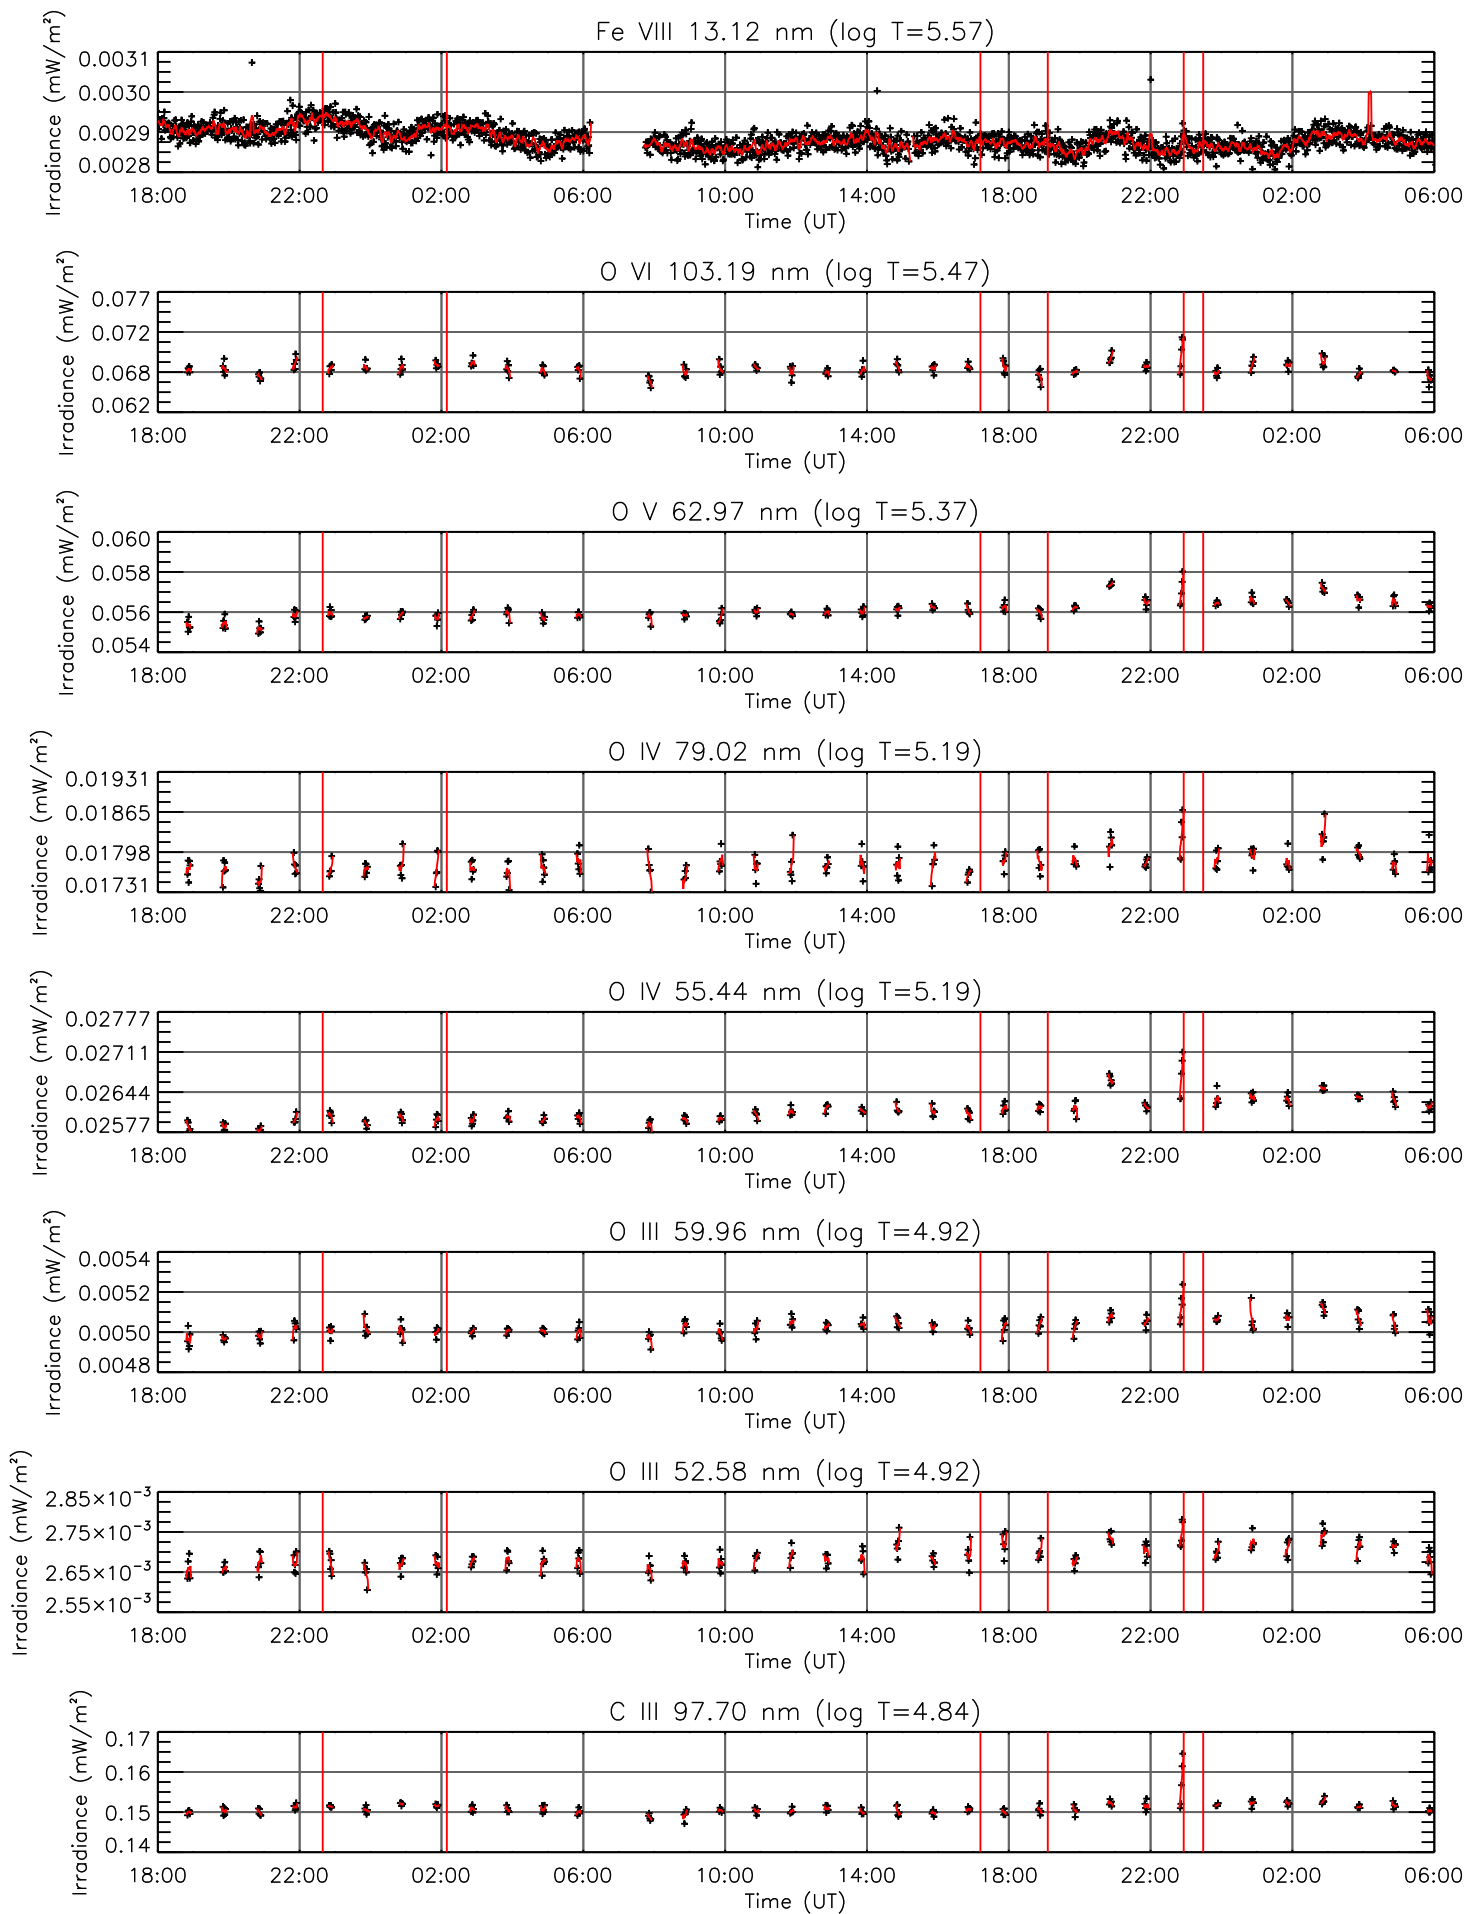 Fe VIII 13.12 nm (log T=5.57)
Irradiance (mW/m²)
0.0031
0.0030
0.0029
0.0028
18:00 22:00 02:00 06:00 10:00 14:00 18:00 22:00 02:00 06:00
Time (UT)
O VI 103.19 nm (log T=5.47)
Irradiance (mW/m²)
0.077
0.072
0.068
0.062
18:00 22:00 02:00 06:00 10:00 14:00 18:00 22:00 02:00 06:00
Time (UT)
O V 62.97 nm (log T=5.37)
Irradiance (mW/m²)
0.060
0.058
0.056
0.054
18:00 22:00 02:00 06:00 10:00 14:00 18:00 22:00 02:00 06:00
Time (UT)
O IV 79.02 nm (log T=5.19)
Irradiance (mW/m²)
0.01931
0.01865
0.01798
0.01731
18:00 22:00 02:00 06:00 10:00 14:00 18:00 22:00 02:00 06:00
Time (UT)
O IV 55.44 nm (log T=5.19)
Irradiance (mW/m²)
0.02777
0.02711
0.02644
0.02577
18:00 22:00 02:00 06:00 10:00 14:00 18:00 22:00 02:00 06:00
Time (UT)
O III 59.96 nm (log T=4.92)
Irradiance (mW/m²)
0.0054
0.0052
0.0050
0.0048
18:00 22:00 02:00 06:00 10:00 14:00 18:00 22:00 02:00 06:00
Time (UT)
O III 52.58 nm (log T=4.92)
Irradiance (mW/m²)
2.85×10⁻³
2.75×10⁻³
2.65×10⁻³
2.55×10⁻³
18:00 22:00 02:00 06:00 10:00 14:00 18:00 22:00 02:00 06:00
Time (UT)
C III 97.70 nm (log T=4.84)
Irradiance (mW/m²)
0.17
0.16
0.15
0.14
18:00 22:00 02:00 06:00 10:00 14:00 18:00 22:00 02:00 06:00
Time (UT)